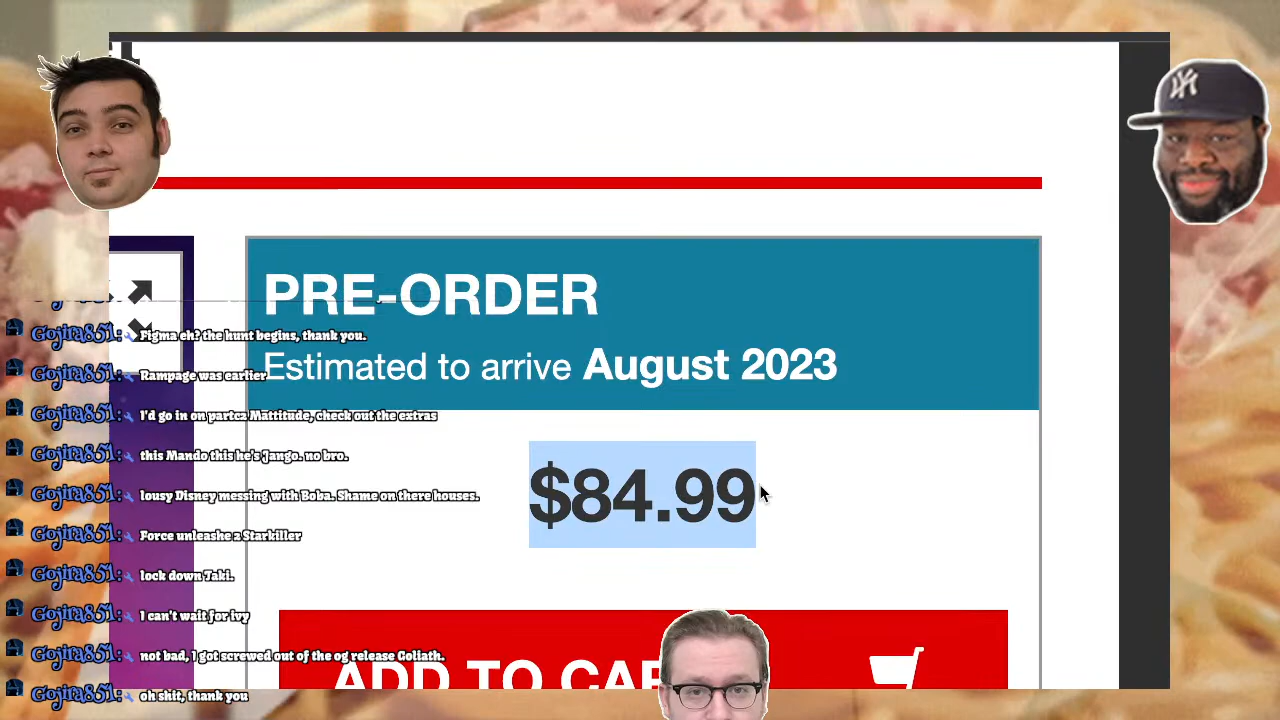 PRE-ORDER
Estimated to arrive August 2023
$84.99
ADD TO CAR
Gojira851: Figma eh? the hunt begins, thank you.
Gojira851: Rampage was earlier
Gojira851: I'd go in on partcz Mattitude, check out the extras
Gojira851: this Mando this he's Jango. no bro.
Gojira851: lousy Disney messing with Boba. Shame on there houses.
Gojira851: Force unleashe 2 Starkiller
Gojira851: lock down Taki.
Gojira851: I can't wait for ivy
Gojira851: not bad, I got screwed out of the og release Goliath.
Gojira851: oh shit, thank you